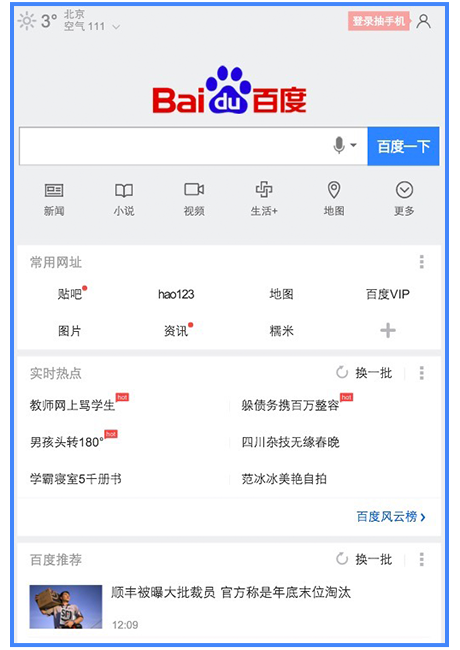 3° 北京
空气 111
登录抽手机
Bai du 百度
百度一下
新闻 小说 视频 生活+ 地图 更多
常用网址
贴吧 hao123 地图 百度VIP
图片 资讯 糯米
实时热点 换一批
教师网上骂学生 hot 躲债务携百万整容 hot
男孩头转180° hot 四川杂技无缘春晚
学霸寝室5千册书 范冰冰美艳自拍
百度风云榜 ›
百度推荐 换一批
顺丰被曝大批裁员 官方称是年底末位淘汰
12:09